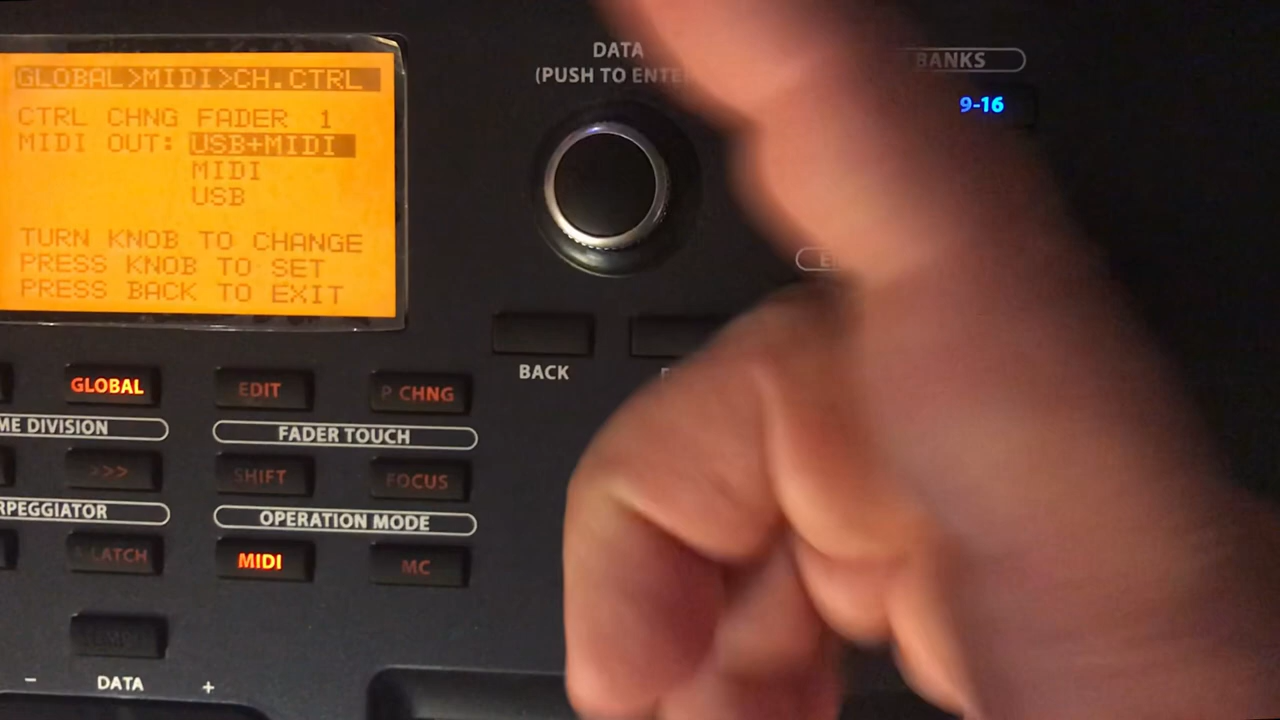 GLOBAL>MIDI>CH.CTRL
CTRL CHNG FADER 1
MIDI OUT: USB+MIDI
MIDI
USB
TURN KNOB TO CHANGE
PRESS KNOB TO SET
PRESS BACK TO EXIT
DATA
(PUSH TO ENTE
BANKS
9-16
BACK
GLOBAL
EDIT
P CHNG
ME DIVISION
FADER TOUCH
>>>
SHIFT
FOCUS
RPEGGIATOR
OPERATION MODE
LATCH
MIDI
MC
- DATA +